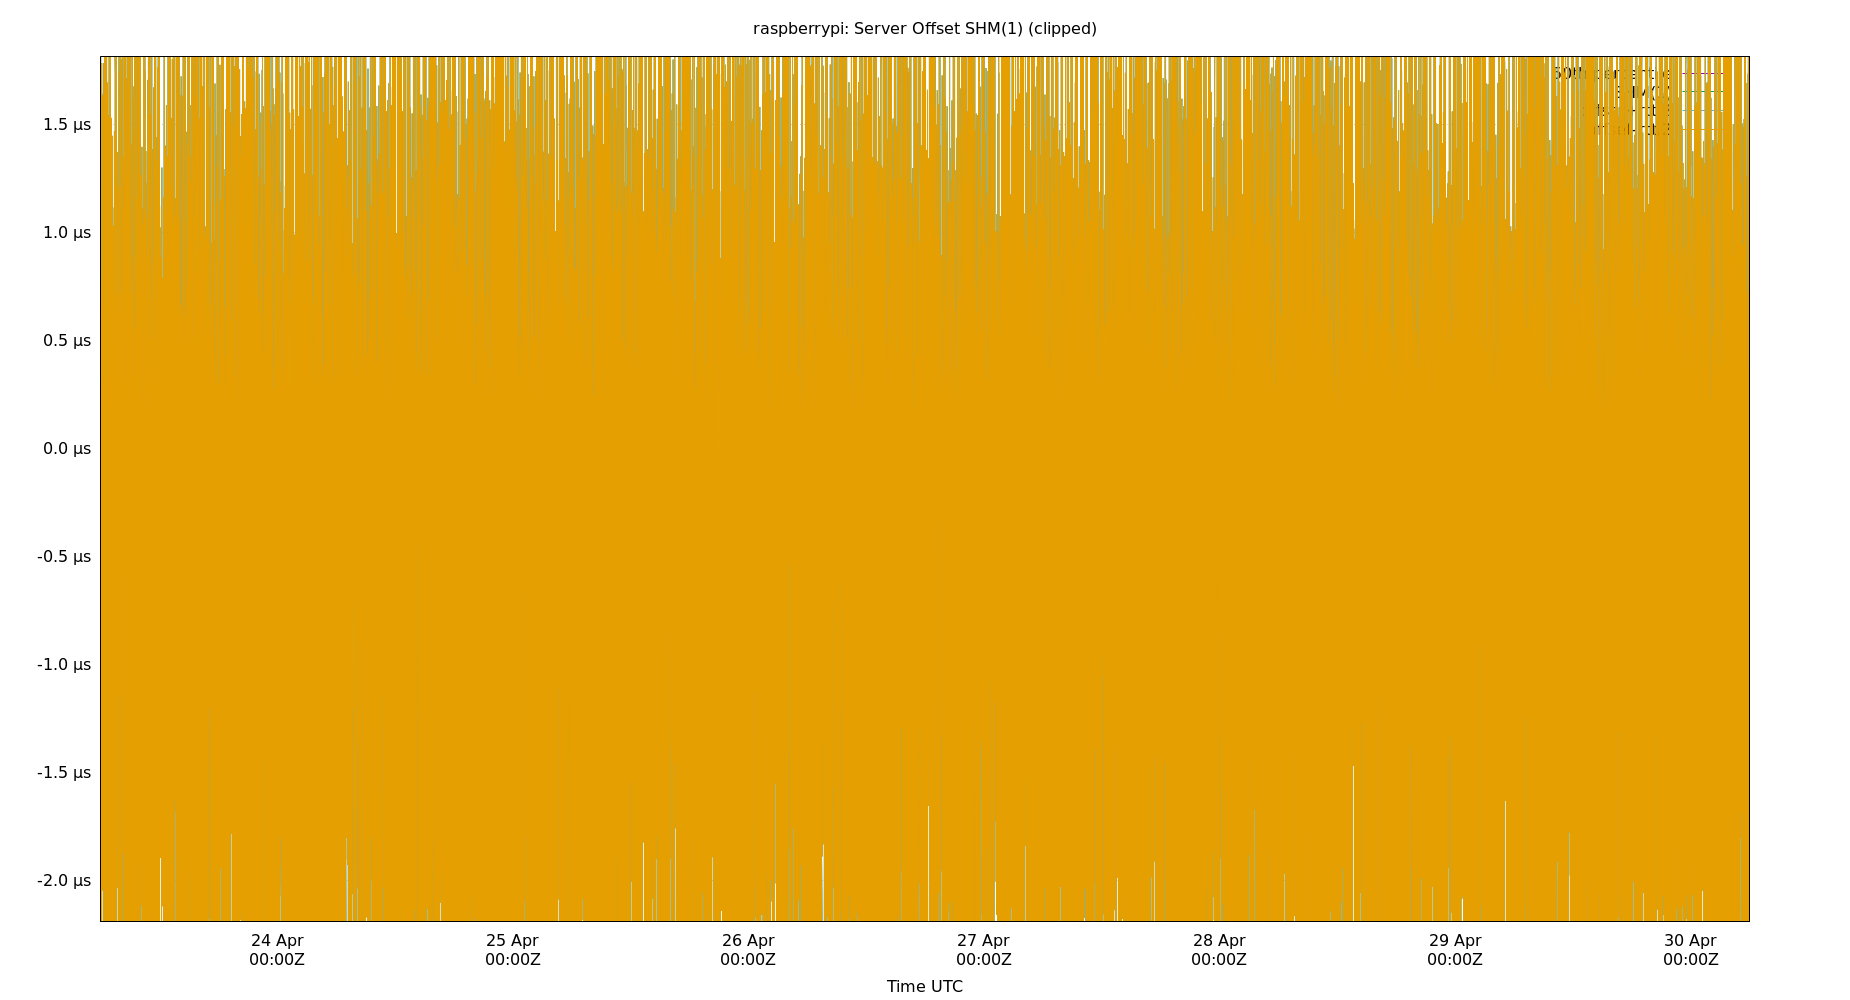 raspberrypi: Server Offset SHM(1) (clipped)
1.5 µs
1.0 µs
0.5 µs
0.0 µs
-0.5 µs
-1.0 µs
-1.5 µs
-2.0 µs
24 Apr 25 Apr 26 Apr 27 Apr 28 Apr 29 Apr 30 Apr
00:00Z 00:00Z 00:00Z 00:00Z 00:00Z 00:00Z 00:00Z
Time UTC